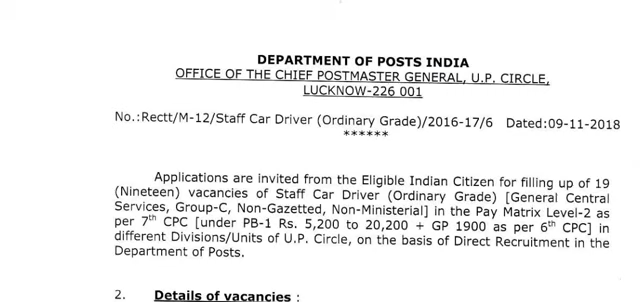 DEPARTMENT OF POSTS INDIA
OFFICE OF THE CHIEF POSTMASTER GENERAL, U.P. CIRCLE,
LUCKNOW-226 001
No.:Rectt/M-12/Staff Car Driver (Ordinary Grade)/2016-17/6 Dated:09-11-2018
******
Applications are invited from the Eligible Indian Citizen for filling up of 19
(Nineteen) vacancies of Staff Car Driver (Ordinary Grade) [General Central
Services, Group-C, Non-Gazetted, Non-Ministerial] in the Pay Matrix Level-2 as
per 7th CPC [under PB-1 Rs. 5,200 to 20,200 + GP 1900 as per 6th CPC] in
different Divisions/Units of U.P. Circle, on the basis of Direct Recruitment in the
Department of Posts.
2. Details of vacancies :